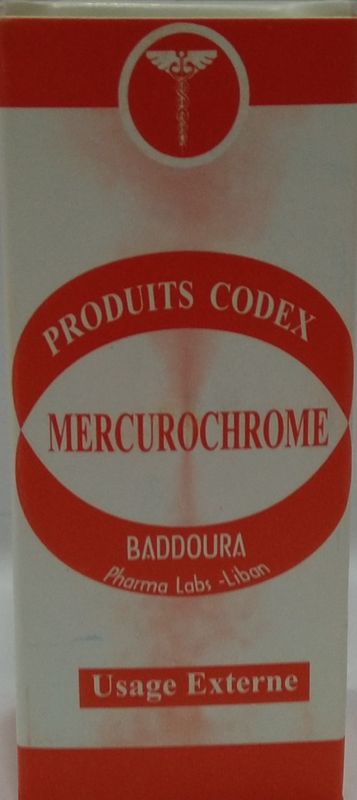 PRODUITS CODEX
MERCUROCHROME
BADDOURA
Pharma Labs -Liban
Usage Externe